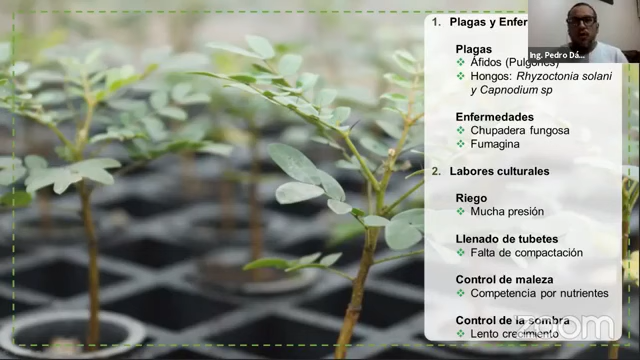 1. Plagas y Enfer
Ing. Pedro Dá...
Plagas
❖ Áfidos (Pulgones)
❖ Hongos: Rhyzoctonia solani
y Capnodium sp
Enfermedades
❖ Chupadera fungosa
❖ Fumagina
2. Labores culturales
Riego
❖ Mucha presión
Llenado de tubetes
❖ Falta de compactación
Control de maleza
❖ Competencia por nutrientes
Control de la sombra
❖ Lento crecimiento
zoom